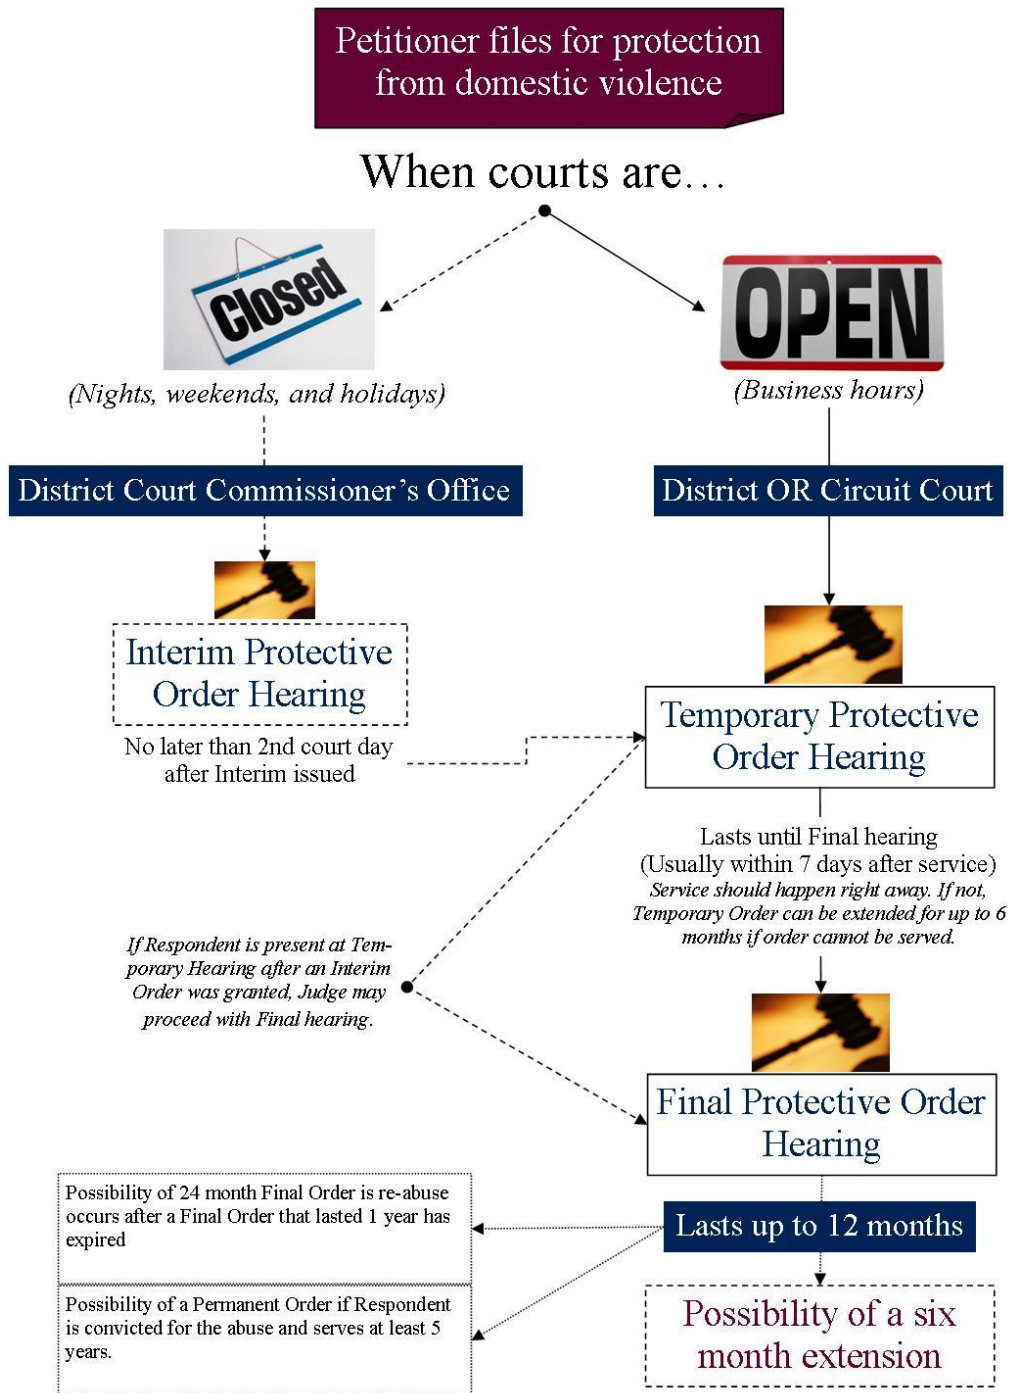 Petitioner files for protection
from domestic violence
When courts are...
Closed
OPEN
(Nights, weekends, and holidays)
(Business hours)
District Court Commissioner's Office
District OR Circuit Court
Interim Protective
Order Hearing
No later than 2nd court day
after Interim issued
Temporary Protective
Order Hearing
Lasts until Final hearing
(Usually within 7 days after service)
Service should happen right away. If not,
Temporary Order can be extended for up to 6
months if order cannot be served.
If Respondent is present at Tem-
porary Hearing after an Interim
Order was granted, Judge may
proceed with Final hearing.
Final Protective Order
Hearing
Lasts up to 12 months
Possibility of 24 month Final Order is re-abuse
occurs after a Final Order that lasted 1 year has
expired
Possibility of a Permanent Order if Respondent
is convicted for the abuse and serves at least 5
years.
Possibility of a six
month extension